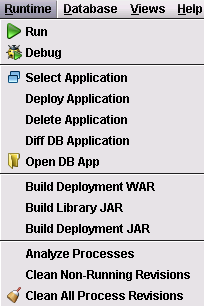 Runtime Database Views Help
Run
Debug
Select Application
Deploy Application
Delete Application
Diff DB Application
Open DB App
Build Deployment WAR
Build Library JAR
Build Deployment JAR
Analyze Processes
Clean Non-Running Revisions
Clean All Process Revisions